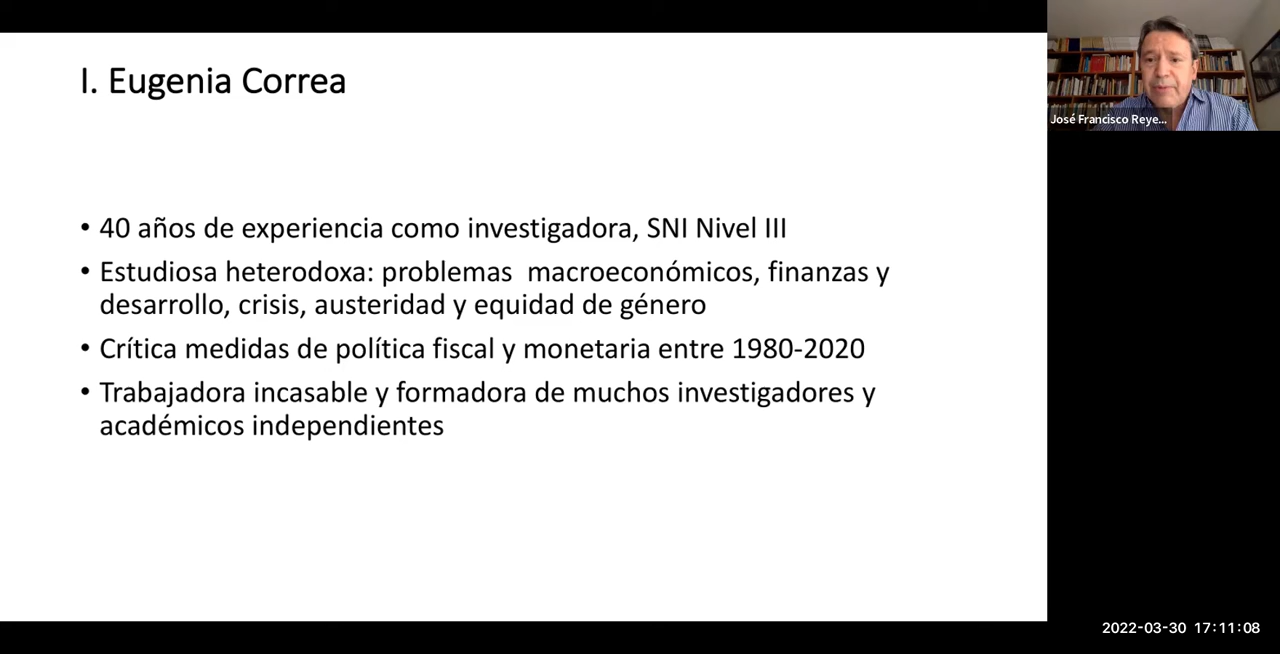 I. Eugenia Correa
• 40 años de experiencia como investigadora, SNI Nivel III
• Estudiosa heterodoxa: problemas macroeconómicos, finanzas y
desarrollo, crisis, austeridad y equidad de género
• Crítica medidas de política fiscal y monetaria entre 1980-2020
• Trabajadora incasable y formadora de muchos investigadores y
académicos independientes
José Francisco Reye...
2022-03-30 17:11:08